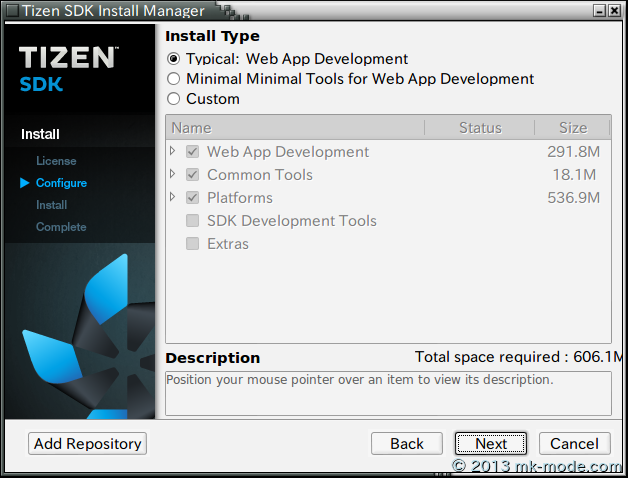 Tizen SDK Install Manager
TIZEN™
SDK
Install
License
Configure
Install
Complete
Install Type
Typical: Web App Development
Minimal Minimal Tools for Web App Development
Custom
Name Status Size
Web App Development 291.8M
Common Tools 18.1M
Platforms 536.9M
SDK Development Tools
Extras
Description Total space required : 606.1M
Position your mouse pointer over an item to view its description.
Add Repository Back Next Cancel
© 2013 mk-mode.com